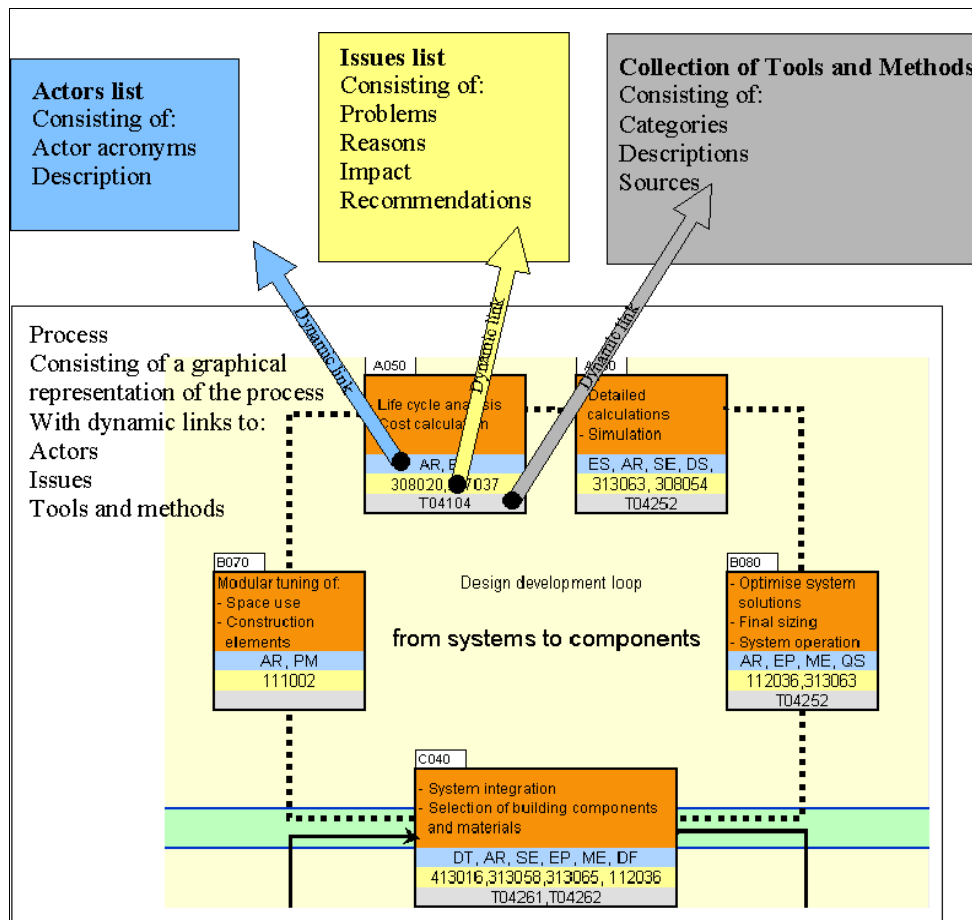 Actors list
Consisting of:
Actor acronyms
Description
Issues list
Consisting of:
Problems
Reasons
Impact
Recommendations
Collection of Tools and Methods
Consisting of:
Categories
Descriptions
Sources
Dynamic link
Dynamic link
Dynamic link
Process
Consisting of a graphical
representation of the process
With dynamic links to:
Actors
Issues
Tools and methods
A050
Life cycle analysis
Cost calculation
AR,
308020,
T04104
Detailed
calculations
- Simulation
ES, AR, SE, DS,
313063, 308054
T04252
B070
Modular tuning of:
- Space use
- Construction
elements
AR, PM
111002
Design development loop
from systems to components
B080
- Optimise system
solutions
- Final sizing
- System operation
AR, EP, ME, QS
112036,313063
T04252
C040
- System integration
- Selection of building components
and materials
DT, AR, SE, EP, ME, DF
413016,313058,313065, 112036
T04261,T04262